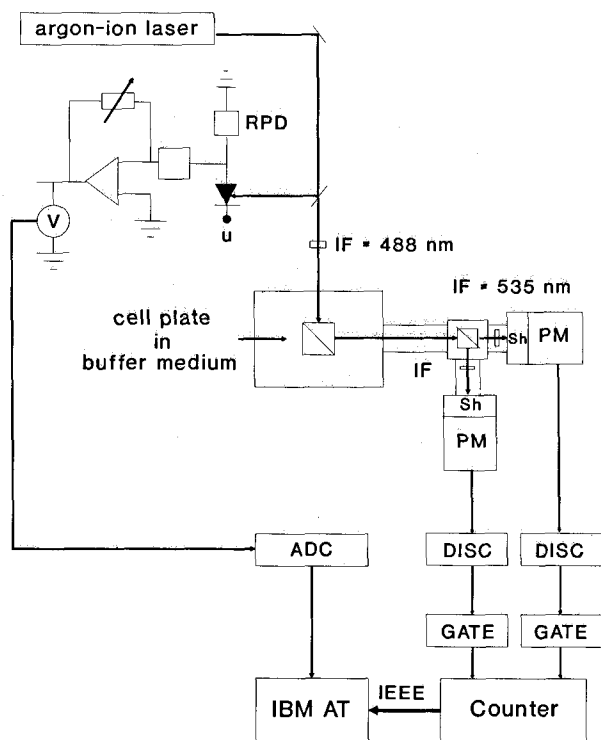 argon-ion laser
RPD
V
u
IF = 488 nm
IF = 535 nm
cell plate
in
buffer medium
Sh
PM
IF
Sh
PM
ADC
DISC
DISC
GATE
GATE
IEEE
IBM AT
Counter